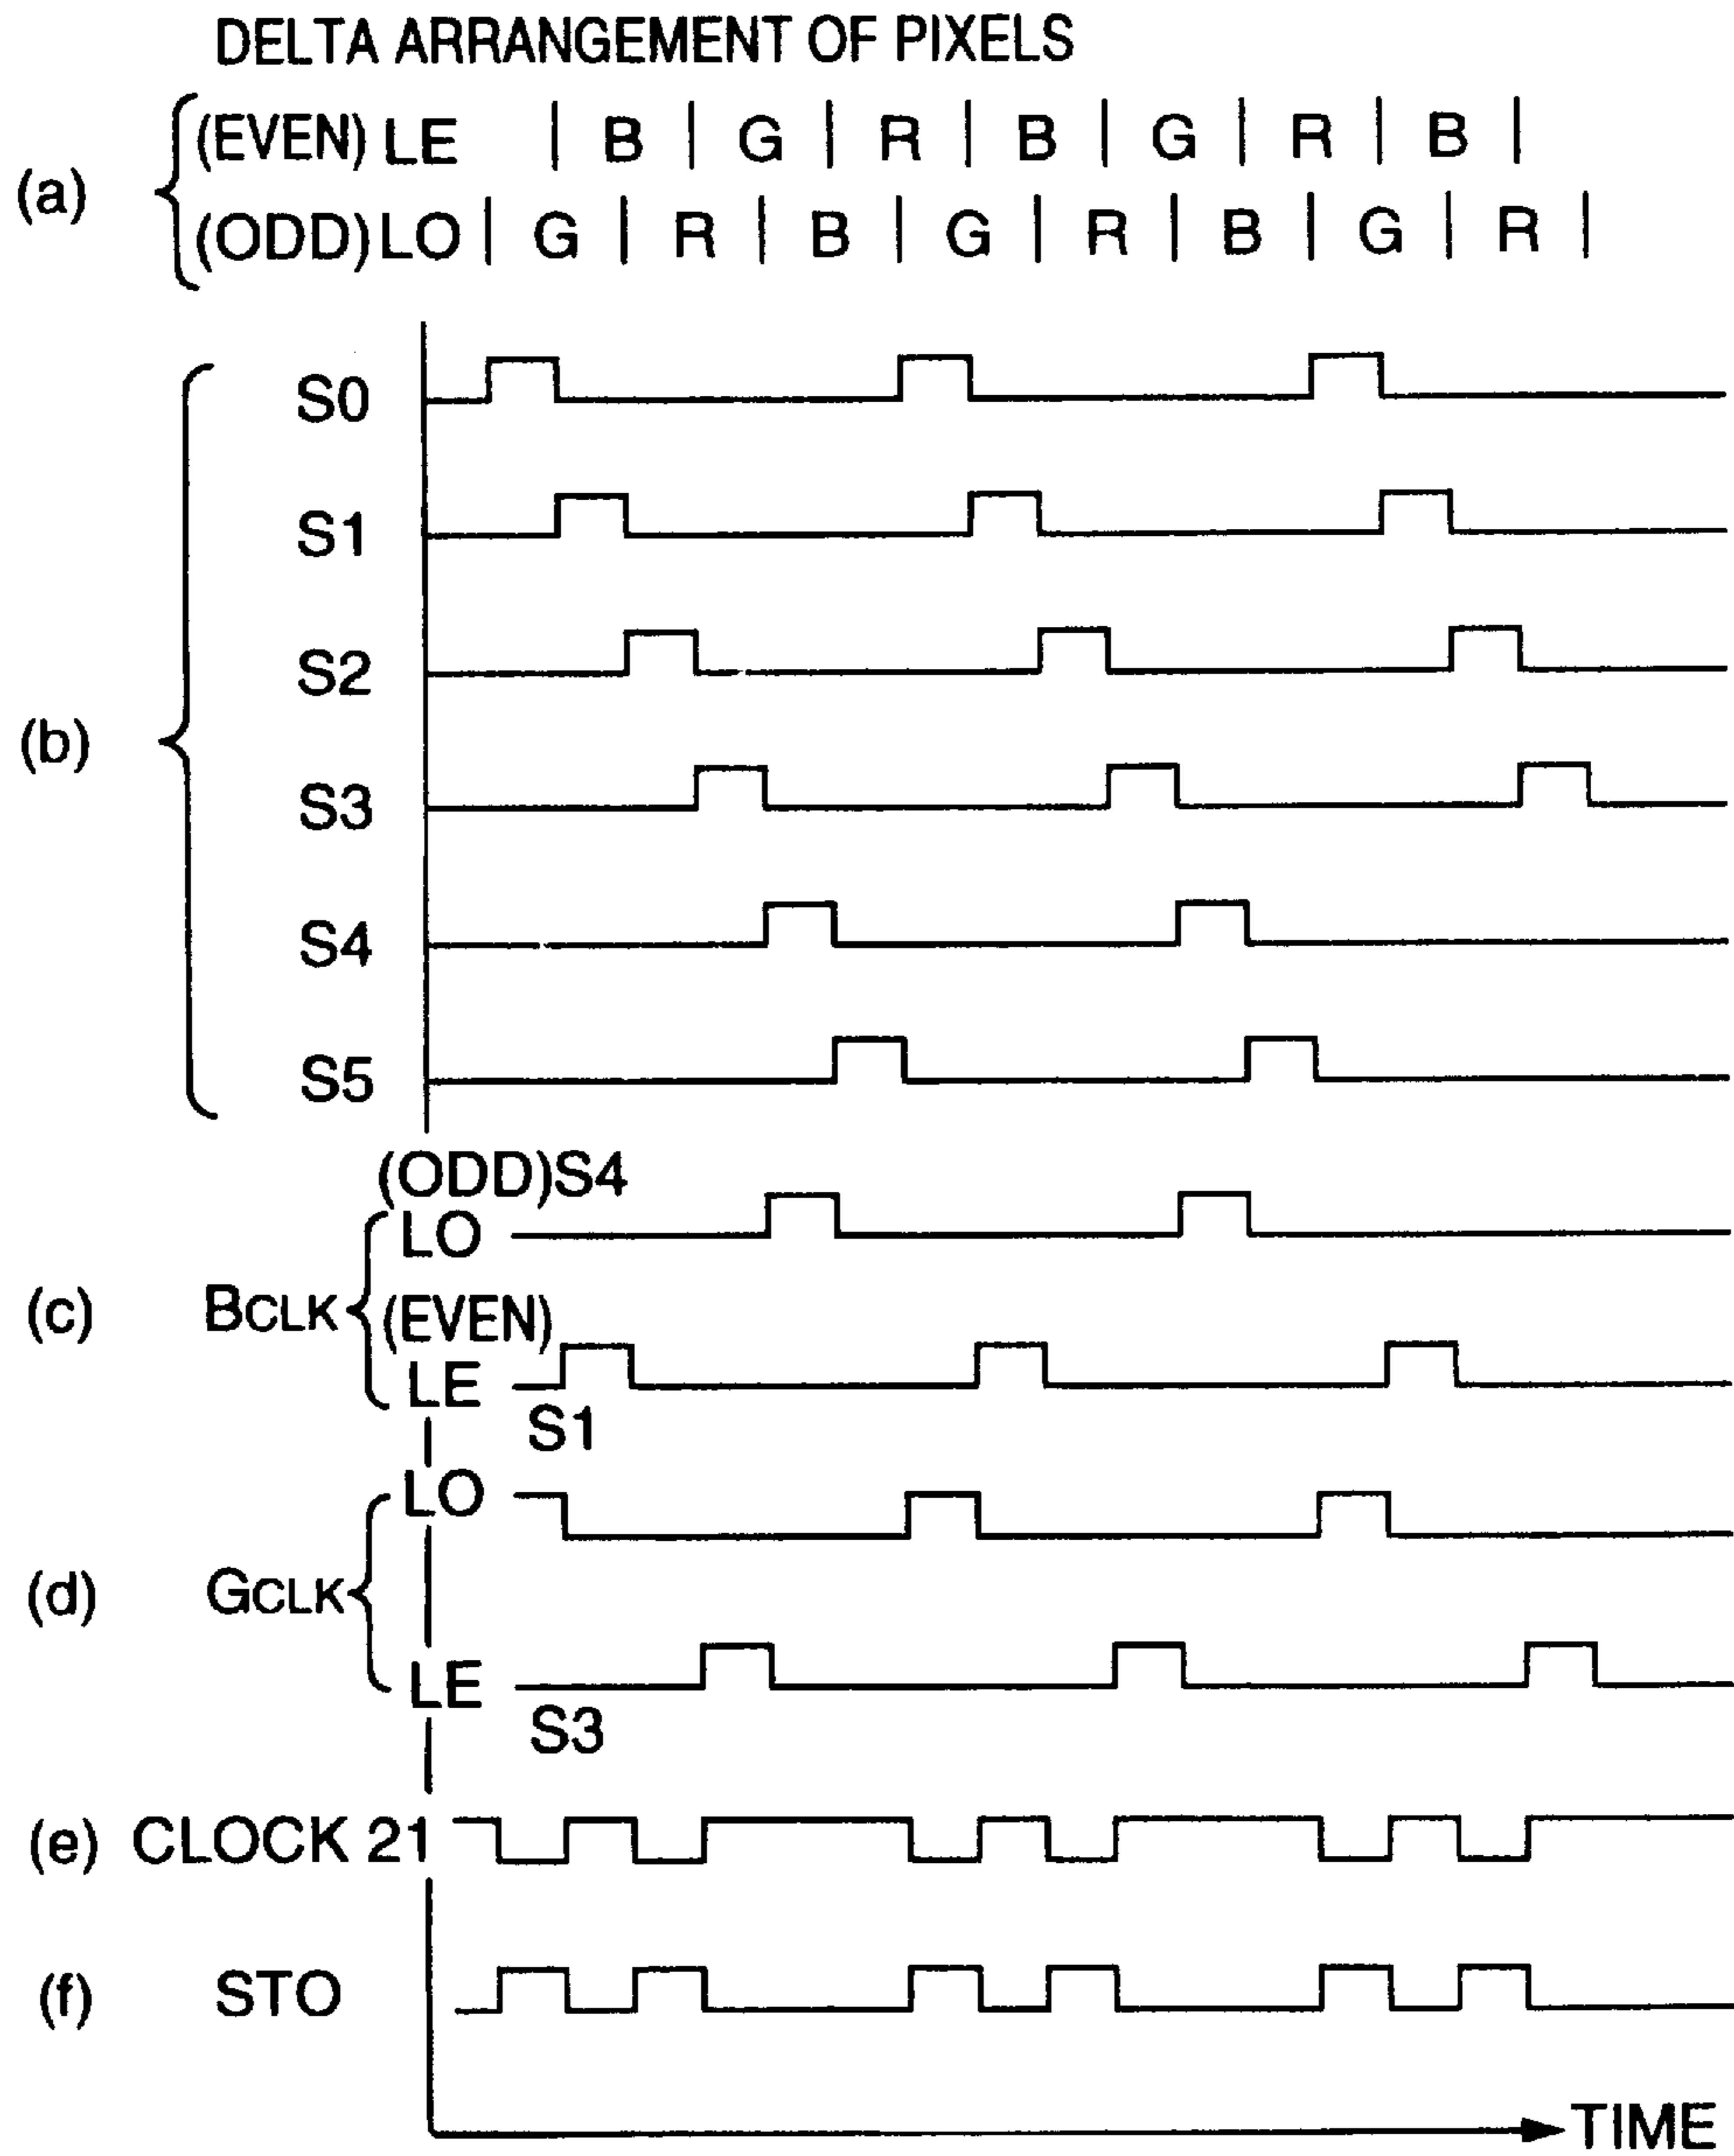 DELTA ARRANGEMENT OF PIXELS
(a) (EVEN) LE | B | G | R | B | G | R | B |
(ODD) LO | G | R | B | G | R | B | G | R |
(b)
S0
S1
S2
S3
S4
S5
(ODD)S4
LO
(c) BCLK (EVEN)
LE
S1
LO
(d) GCLK
LE
S3
(e) CLOCK 21
(f) STO
TIME